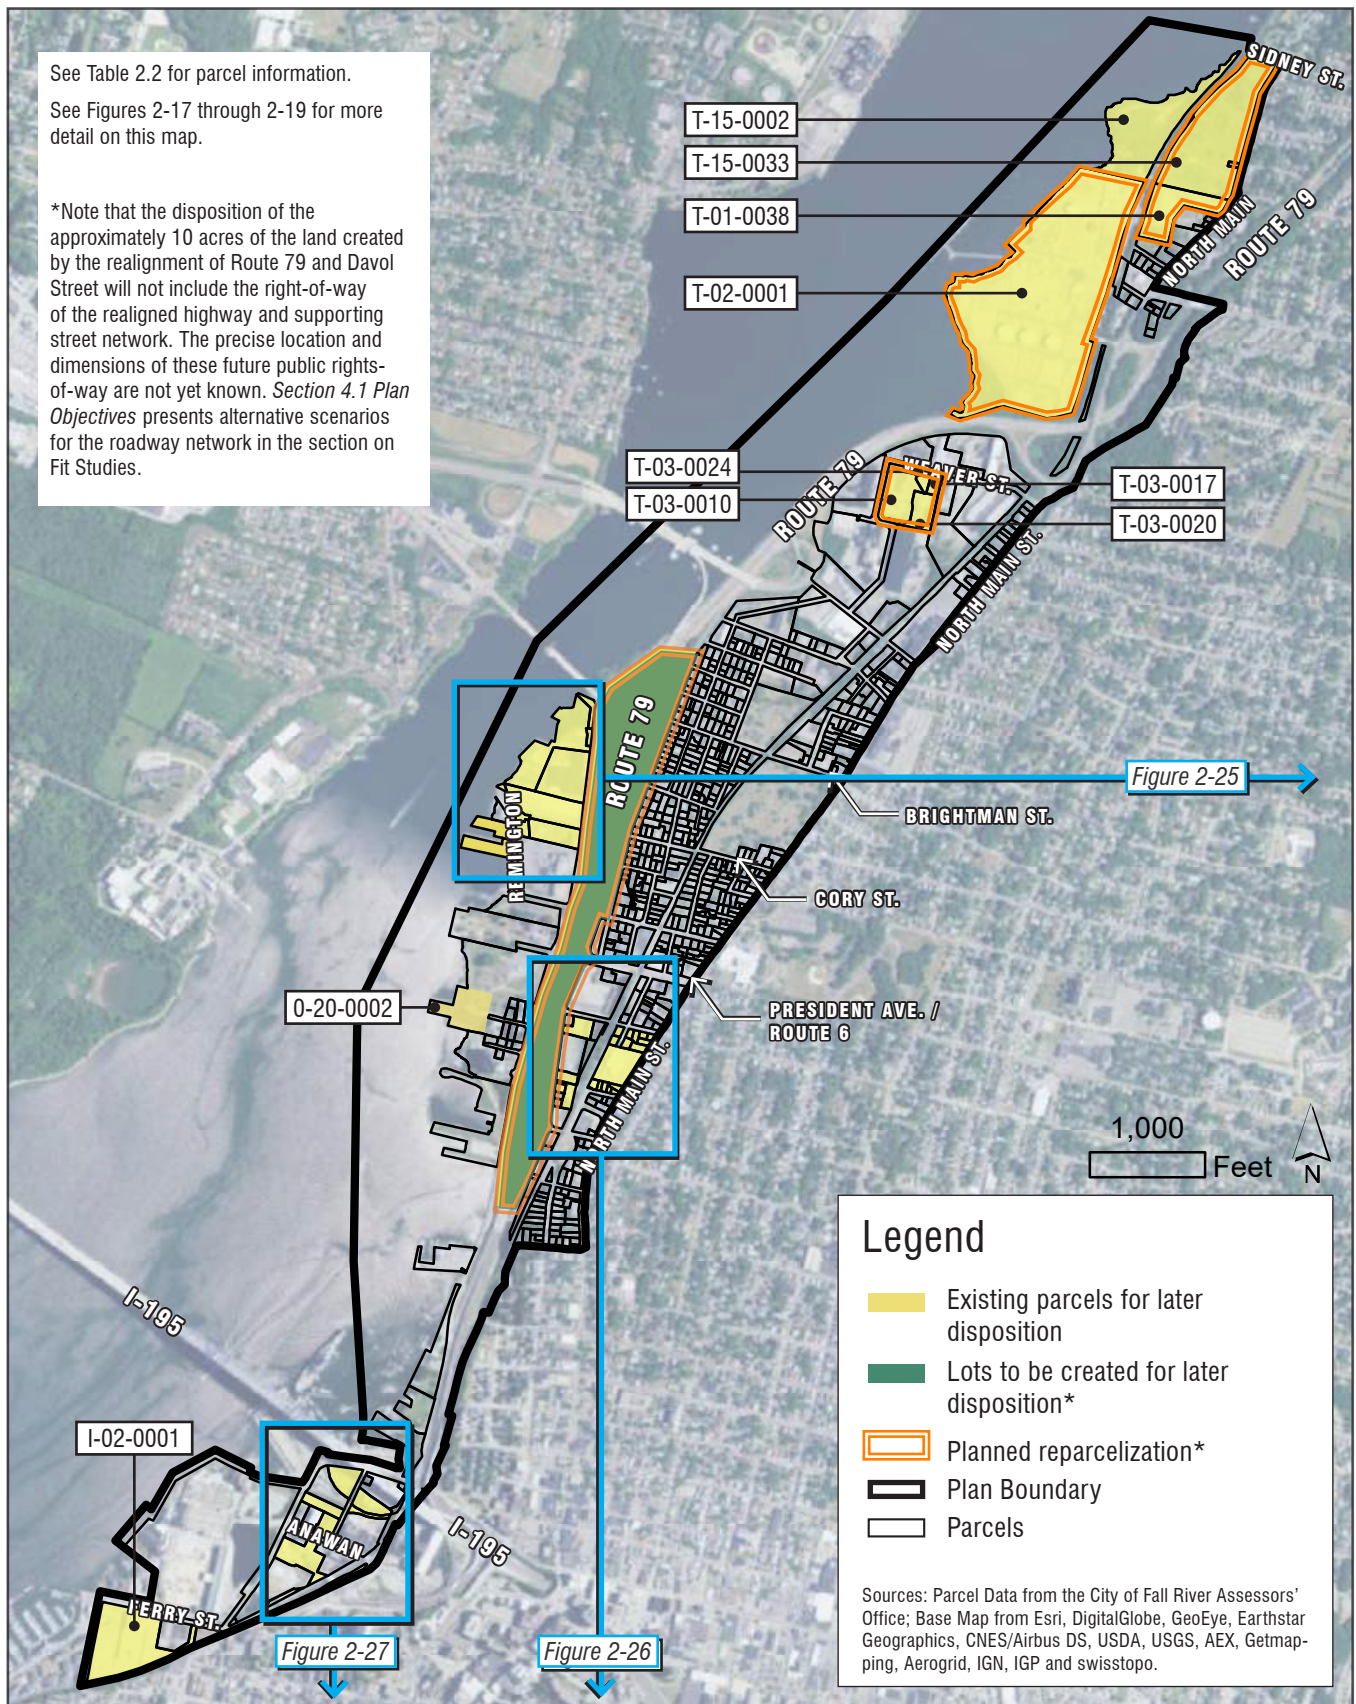 See Table 2.2 for parcel information.
See Figures 2-17 through 2-19 for more
detail on this map.
*Note that the disposition of the
approximately 10 acres of the land created
by the realignment of Route 79 and Davol
Street will not include the right-of-way
of the realigned highway and supporting
street network. The precise location and
dimensions of these future public rights-
of-way are not yet known. Section 4.1 Plan
Objectives presents alternative scenarios
for the roadway network in the section on
Fit Studies.
SIDNEY ST.
T-15-0002
T-15-0033
T-01-0038
NORTH MAIN
ROUTE 79
T-02-0001
T-03-0024
T-03-0010
ROUTE 79
WEAVER ST.
T-03-0017
T-03-0020
NORTH MAIN ST.
ROUTE 79
REMINGTON
Figure 2-25
BRIGHTMAN ST.
CORY ST.
O-20-0002
PRESIDENT AVE. /
ROUTE 6
NORTH MAIN ST.
1,000
Feet
N
I-195
I-02-0001
ANAWAN
I-195
FERRY ST.
Figure 2-27
Figure 2-26
Legend
Existing parcels for later
disposition
Lots to be created for later
disposition*
Planned reparcelization*
Plan Boundary
Parcels
Sources: Parcel Data from the City of Fall River Assessors'
Office; Base Map from Esri, DigitalGlobe, GeoEye, Earthstar
Geographics, CNES/Airbus DS, USDA, USGS, AEX, Getmap-
ping, Aerogrid, IGN, IGP and swisstopo.